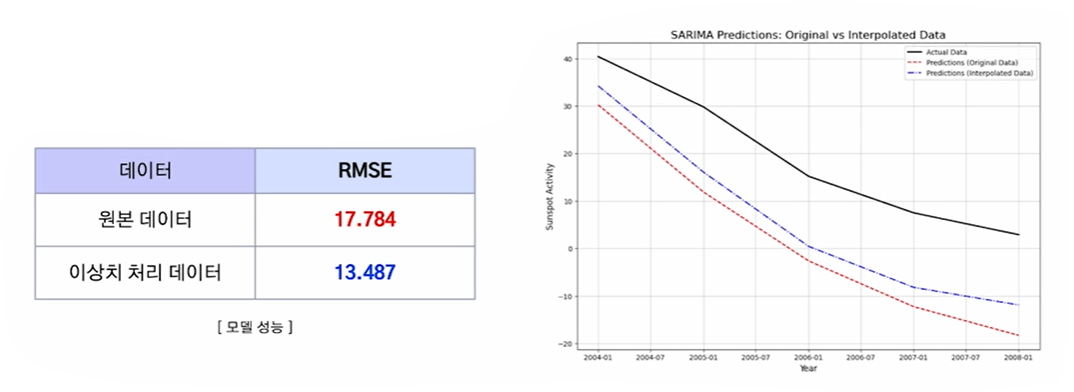 데이터 RMSE
원본 데이터 17.784
이상치 처리 데이터 13.487
[ 모델 성능 ]
SARIMA Predictions: Original vs Interpolated Data
Actual Data
Predictions (Original Data)
Predictions (Interpolated Data)
Sunspot Activity
40
30
20
10
0
−10
−20
2004-01 2004-07 2005-01 2005-07 2006-01 2006-07 2007-01 2007-07 2008-01
Year